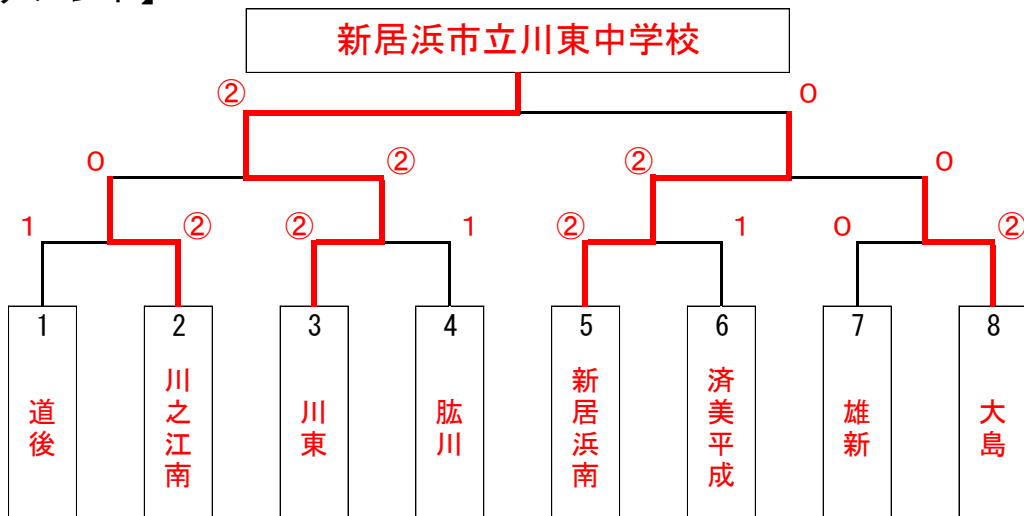 新居浜市立川東中学校
② 0
0 ② ② 0
1 ② ② 1 ② 1 0 ②
1 2 3 4 5 6 7 8
道後
川之江南
川東
肱川
新居浜南
済美平成
雄新
大島